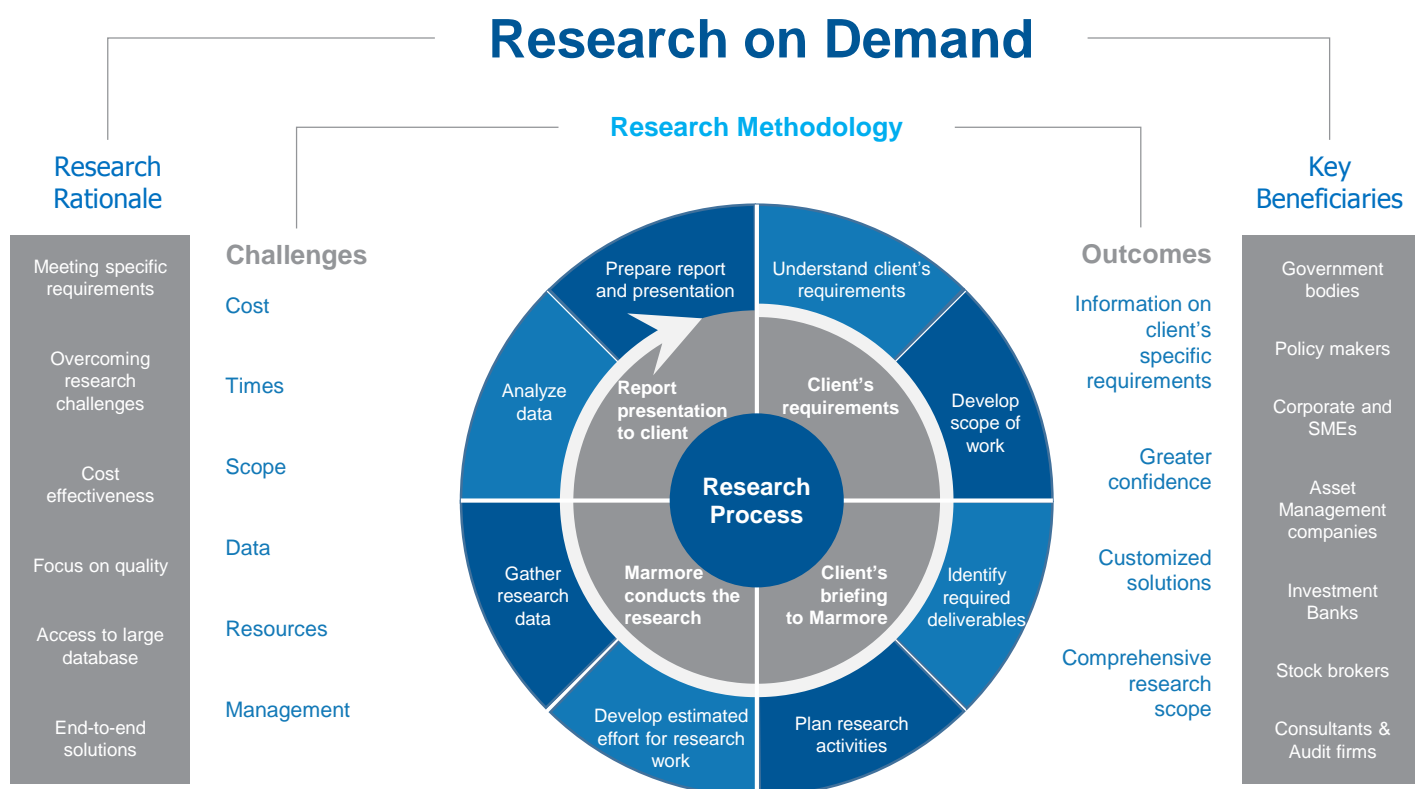 Research on Demand
Research Methodology
Research
Rationale
Meeting specific
requirements
Overcoming
research
challenges
Cost
effectiveness
Focus on quality
Access to large
database
End-to-end
solutions
Challenges
Cost
Times
Scope
Data
Resources
Management
Prepare report
and presentation
Understand client's
requirements
Develop
scope of
work
Identify
required
deliverables
Plan research
activities
Develop estimated
effort for research
work
Gather
research
data
Analyze
data
Report
presentation
to client
Client's
requirements
Client's
briefing
to Marmore
Marmore
conducts the
research
Research
Process
Outcomes
Information on
client's
specific
requirements
Greater
confidence
Customized
solutions
Comprehensive
research
scope
Key
Beneficiaries
Government
bodies
Policy makers
Corporate and
SMEs
Asset
Management
companies
Investment
Banks
Stock brokers
Consultants &
Audit firms